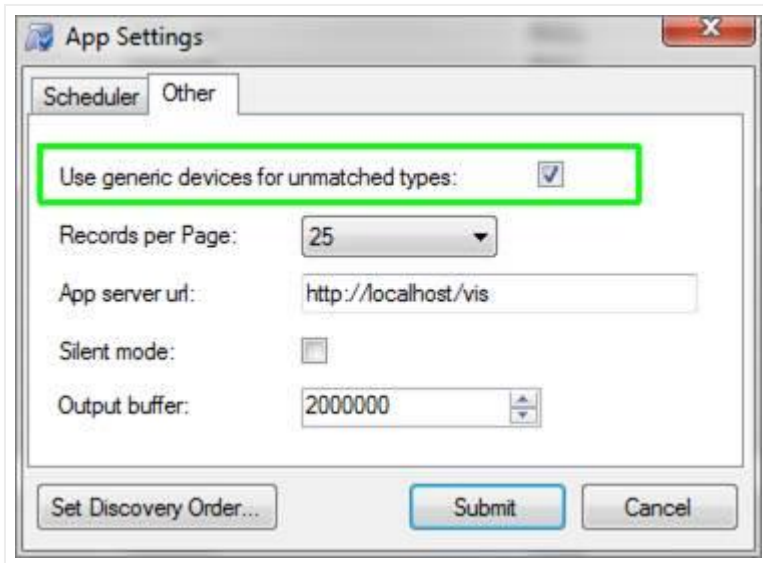 App Settings
Scheduler Other
Use generic devices for unmatched types:
Records per Page: 25
App server url: http://localhost/vis
Silent mode:
Output buffer: 2000000
Set Discovery Order... Submit Cancel